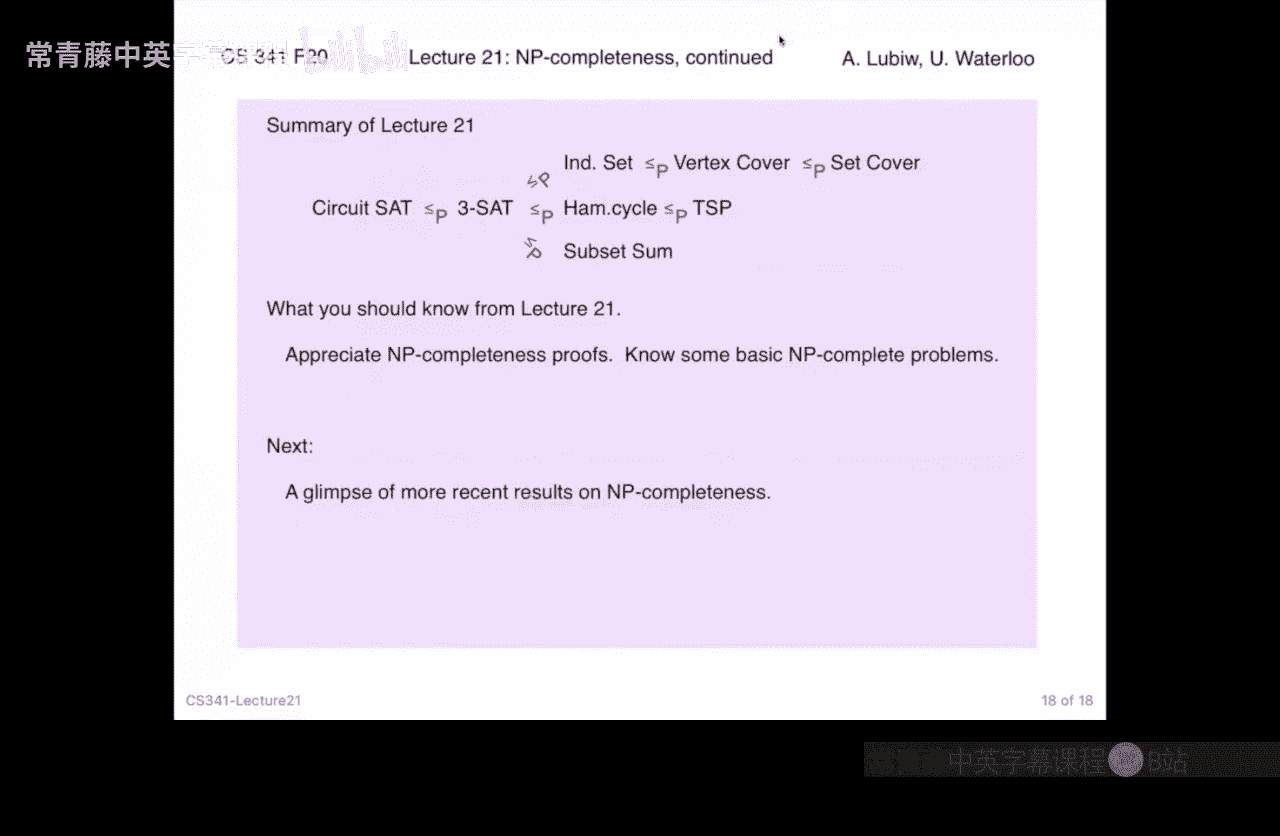 常青藤中英字
CS 341 F20 Lecture 21: NP-completeness, continued A. Lubiw, U. Waterloo
Summary of Lecture 21
Ind. Set ≤P Vertex Cover ≤P Set Cover
≤P
Circuit SAT ≤P 3-SAT ≤P Ham.cycle ≤P TSP
≤P Subset Sum
What you should know from Lecture 21.
Appreciate NP-completeness proofs. Know some basic NP-complete problems.
Next:
A glimpse of more recent results on NP-completeness.
CS341-Lecture21 18 of 18
中英字幕课程 B站